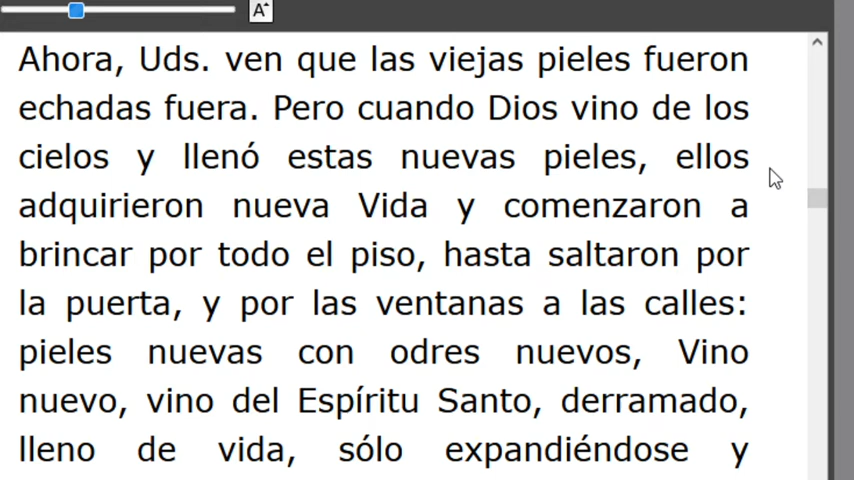 A
Ahora, Uds. ven que las viejas pieles fueron
echadas fuera. Pero cuando Dios vino de los
cielos y llenó estas nuevas pieles, ellos
adquirieron nueva Vida y comenzaron a
brincar por todo el piso, hasta saltaron por
la puerta, y por las ventanas a las calles:
pieles nuevas con odres nuevos, Vino
nuevo, vino del Espíritu Santo, derramado,
lleno de vida, sólo expandiéndose y